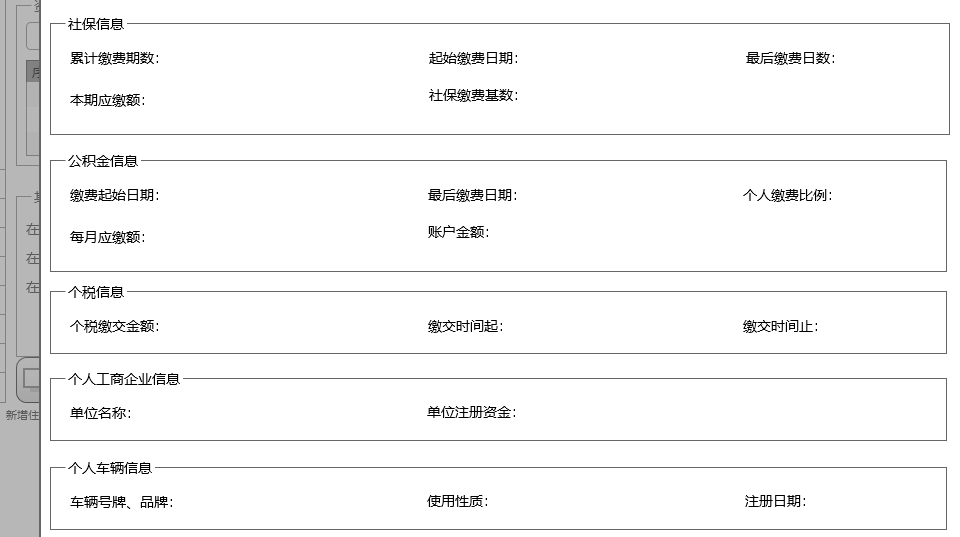 社保信息
累计缴费期数： 起始缴费日期： 最后缴费日数：
本期应缴额： 社保缴费基数：
公积金信息
缴费起始日期： 最后缴费日期： 个人缴费比例：
每月应缴额： 账户金额：
个税信息
个税缴交金额： 缴交时间起： 缴交时间止：
个人工商企业信息
单位名称： 单位注册资金：
个人车辆信息
车辆号牌、品牌： 使用性质： 注册日期：
在
在
在
新增住